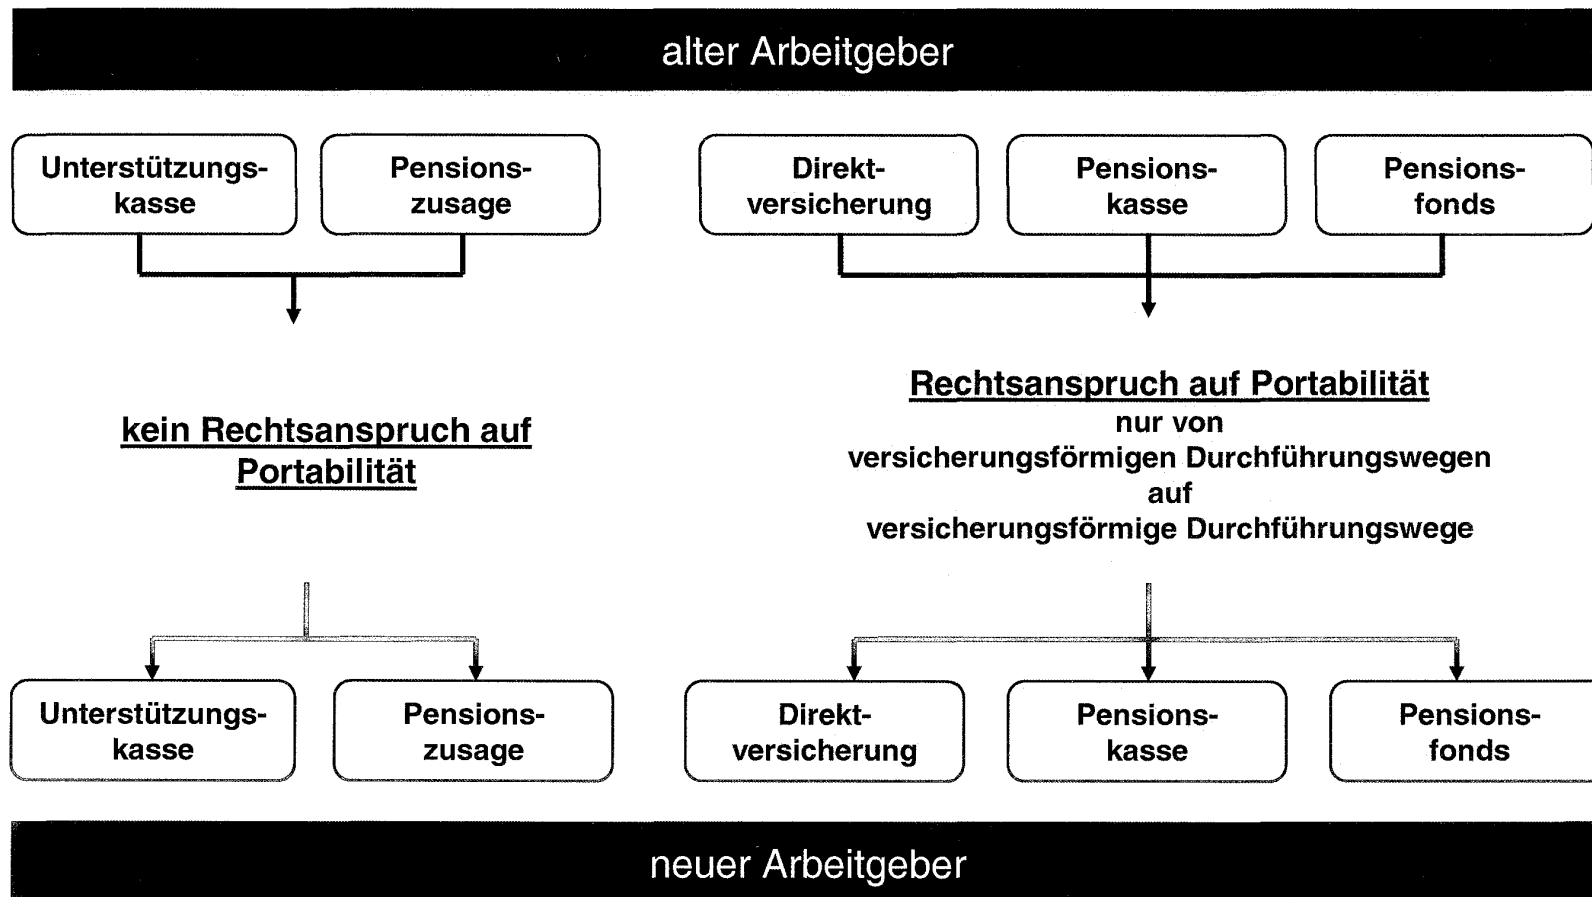 alter Arbeitgeber
Unterstützungs-
kasse
Pensions-
zusage
Direkt-
versicherung
Pensions-
kasse
Pensions-
fonds
kein Rechtsanspruch auf
Portabilität
Rechtsanspruch auf Portabilität
nur von
versicherungsförmigen Durchführungswegen
auf
versicherungsförmige Durchführungswege
Unterstützungs-
kasse
Pensions-
zusage
Direkt-
versicherung
Pensions-
kasse
Pensions-
fonds
neuer Arbeitgeber